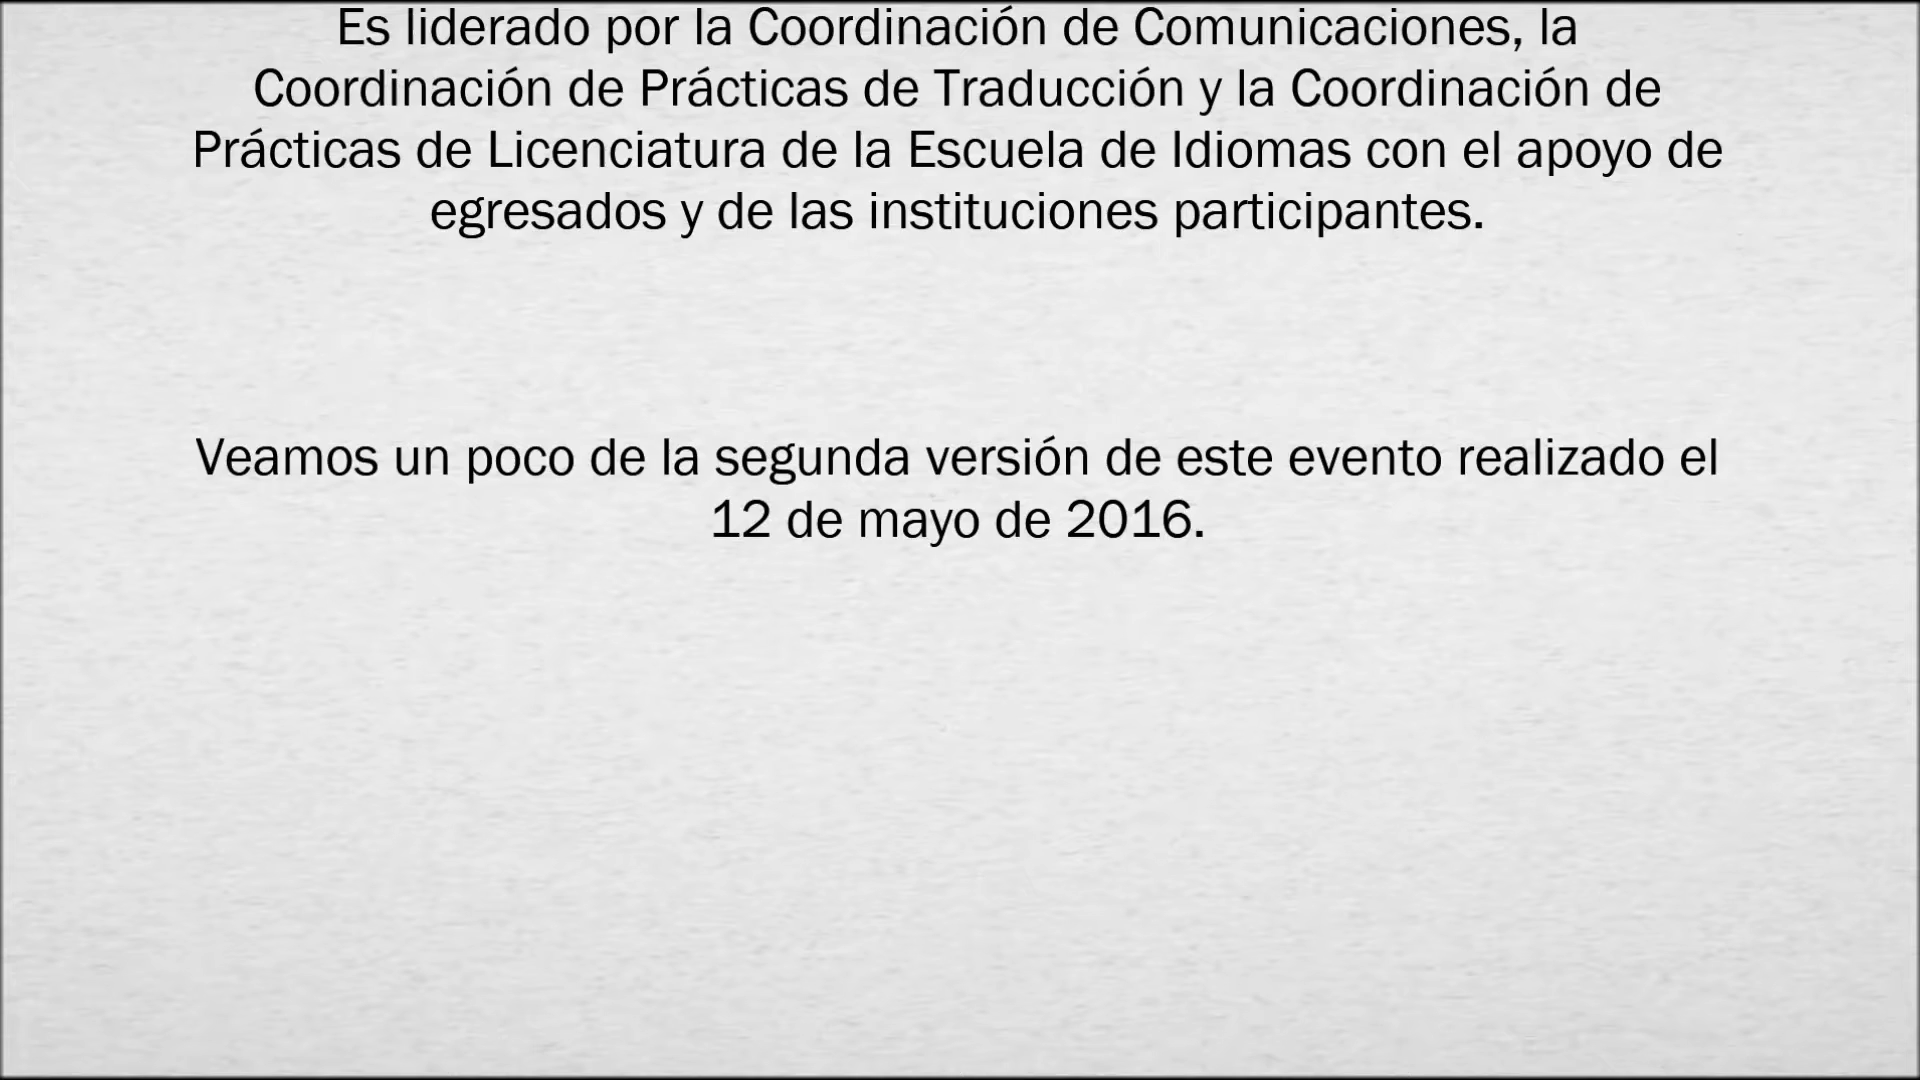 Es liderado por la Coordinación de Comunicaciones, la
Coordinación de Prácticas de Traducción y la Coordinación de
Prácticas de Licenciatura de la Escuela de Idiomas con el apoyo de
egresados y de las instituciones participantes.
Veamos un poco de la segunda versión de este evento realizado el
12 de mayo de 2016.